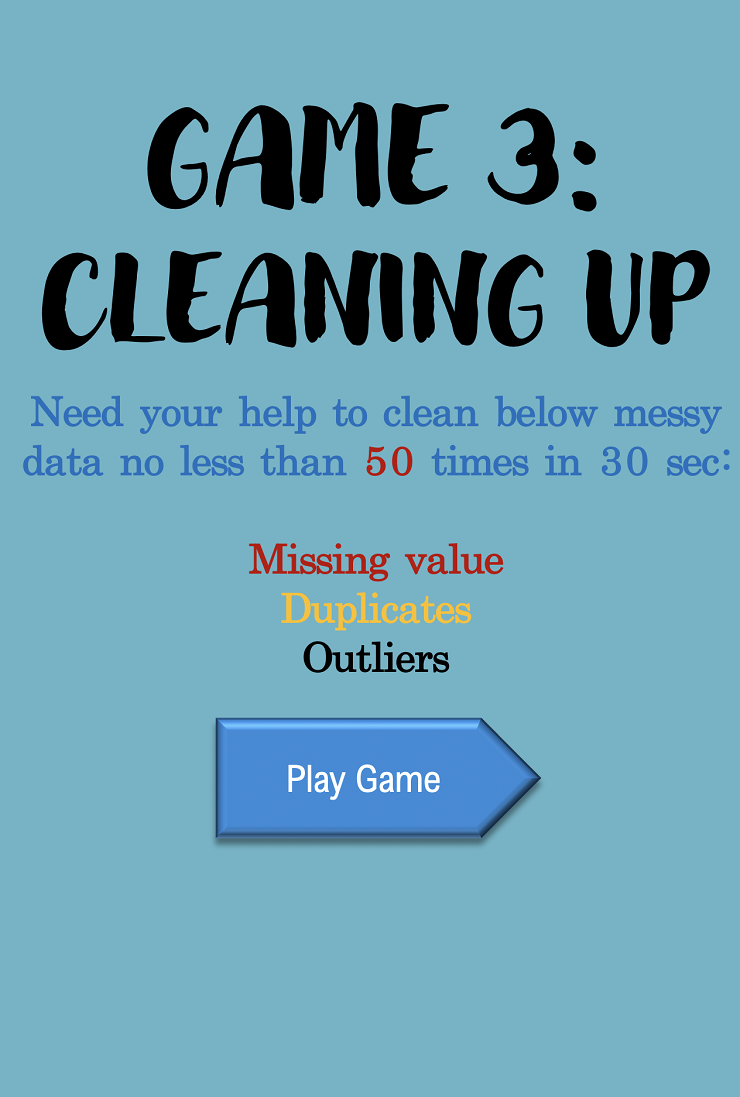 GAME 3:
CLEANING UP
Need your help to clean below messy
data no less than 50 times in 30 sec:
Missing value
Duplicates
Outliers
Play Game